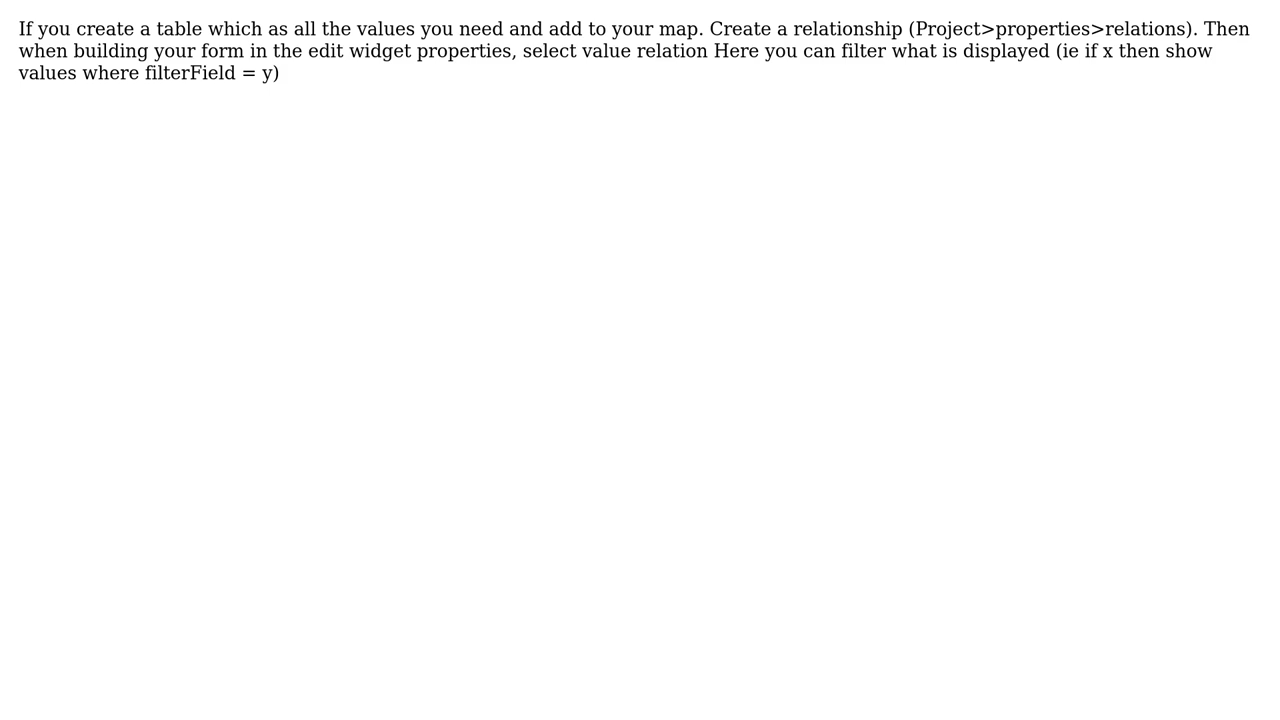 If you create a table which as all the values you need and add to your map. Create a relationship (Project>properties>relations). Then
when building your form in the edit widget properties, select value relation Here you can filter what is displayed (ie if x then show
values where filterField = y)